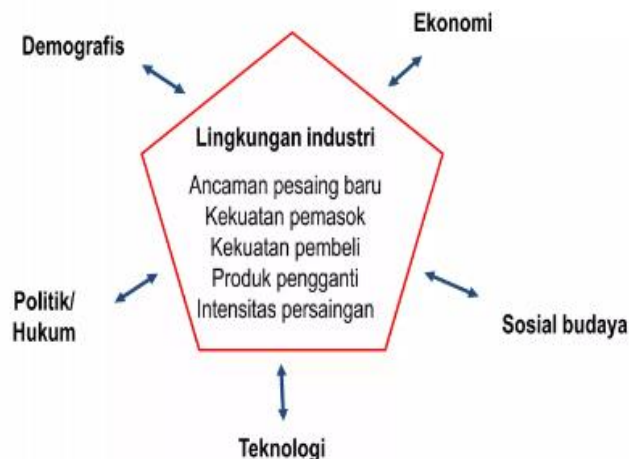 Ekonomi
Demografis
Lingkungan industri
Ancaman pesaing baru
Kekuatan pemasok
Kekuatan pembeli
Produk pengganti
Intensitas persaingan
Politik/
Hukum
Sosial budaya
Teknologi